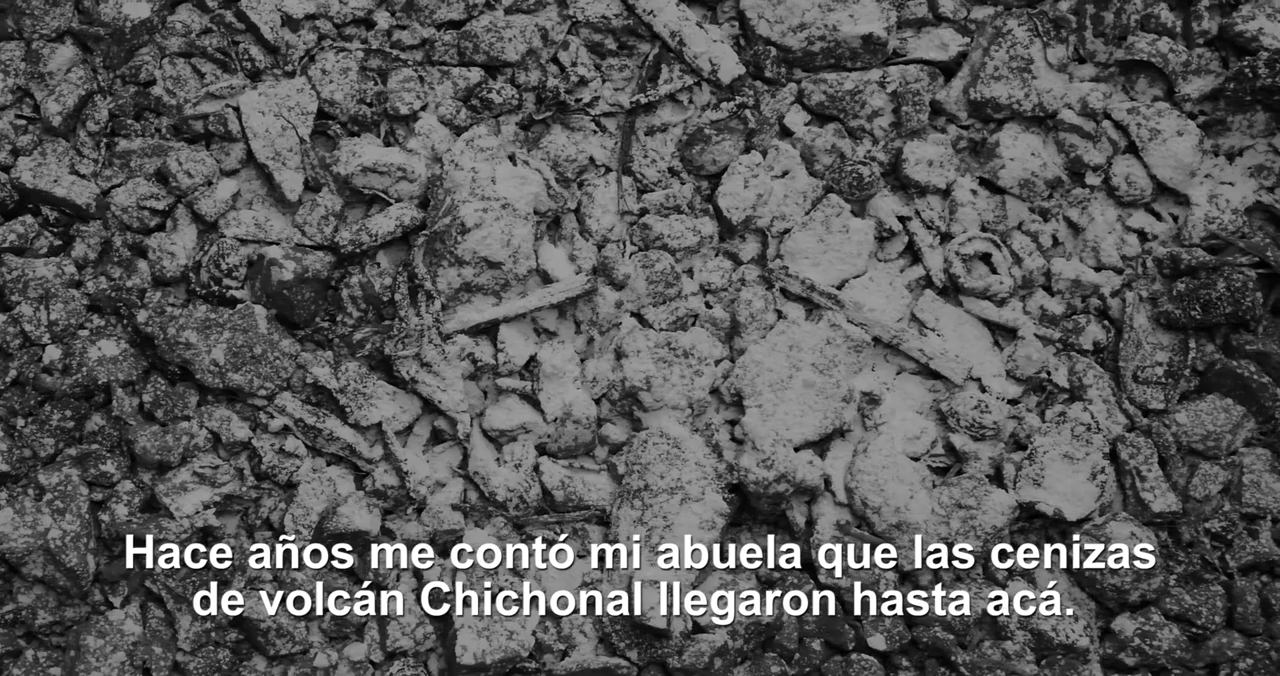 Hace años me contó mi abuela que las cenizas
de volcán Chichonal llegaron hasta acá.